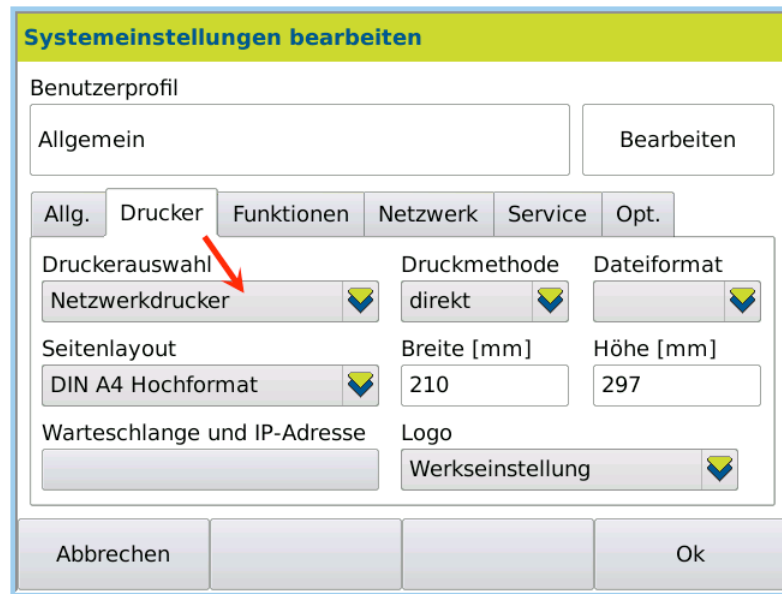 Systemeinstellungen bearbeiten
Benutzerprofil
Allgemein
Bearbeiten
Allg. Drucker Funktionen Netzwerk Service Opt.
Druckerauswahl Druckmethode Dateiformat
Netzwerkdrucker direkt
Seitenlayout Breite [mm] Höhe [mm]
DIN A4 Hochformat 210 297
Warteschlange und IP-Adresse Logo
Werkseinstellung
Abbrechen Ok